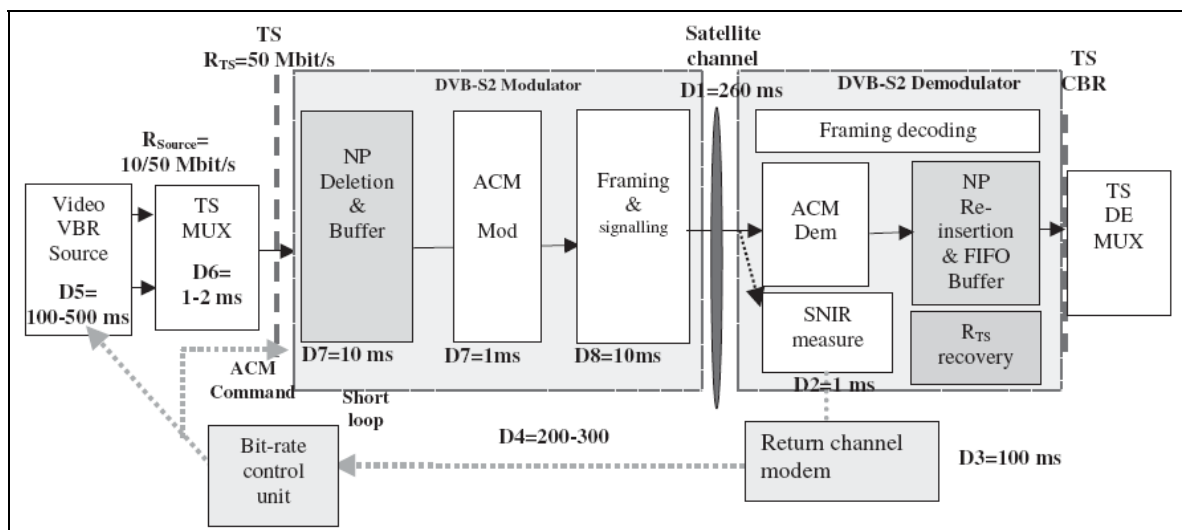 TS
R_TS=50 Mbit/s
Satellite
channel
TS
CBR
DVB-S2 Modulator
D1=260 ms
DVB-S2 Demodulator
R_Source=
10/50 Mbit/s
Video
VBR
Source
D5=
100-500 ms
TS
MUX
D6=
1-2 ms
NP
Deletion
&
Buffer
D7=10 ms
ACM
Mod
D7=1ms
Framing
&
signalling
D8=10ms
Framing decoding
ACM
Dem
NP
Re-
insertion
& FIFO
Buffer
SNIR
measure
D2=1 ms
R_TS
recovery
TS
DE
MUX
ACM
Command
Short
loop
Bit-rate
control
unit
D4=200-300
Return channel
modem
D3=100 ms